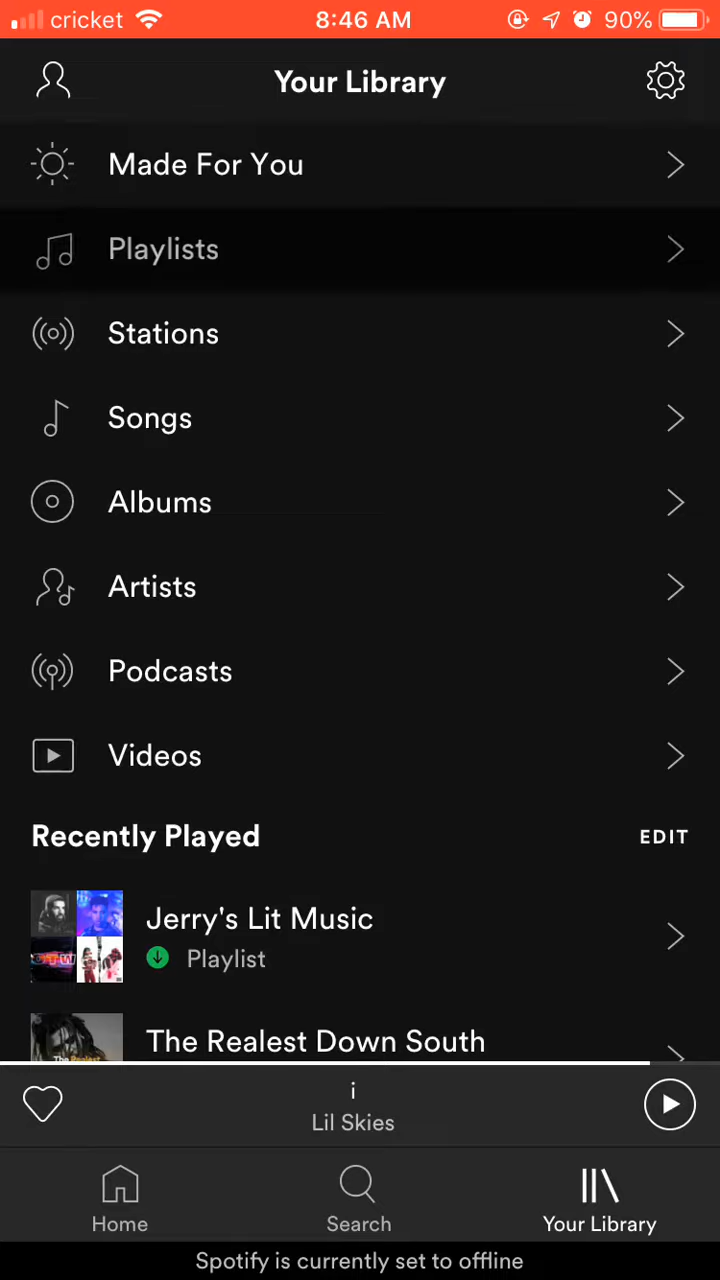 cricket 8:46 AM 90%
Your Library
Made For You
Playlists
Stations
Songs
Albums
Artists
Podcasts
Videos
Recently Played EDIT
Jerry's Lit Music
Playlist
The Realest Down South
The Realest
i
Lil Skies
Home Search Your Library
Spotify is currently set to offline